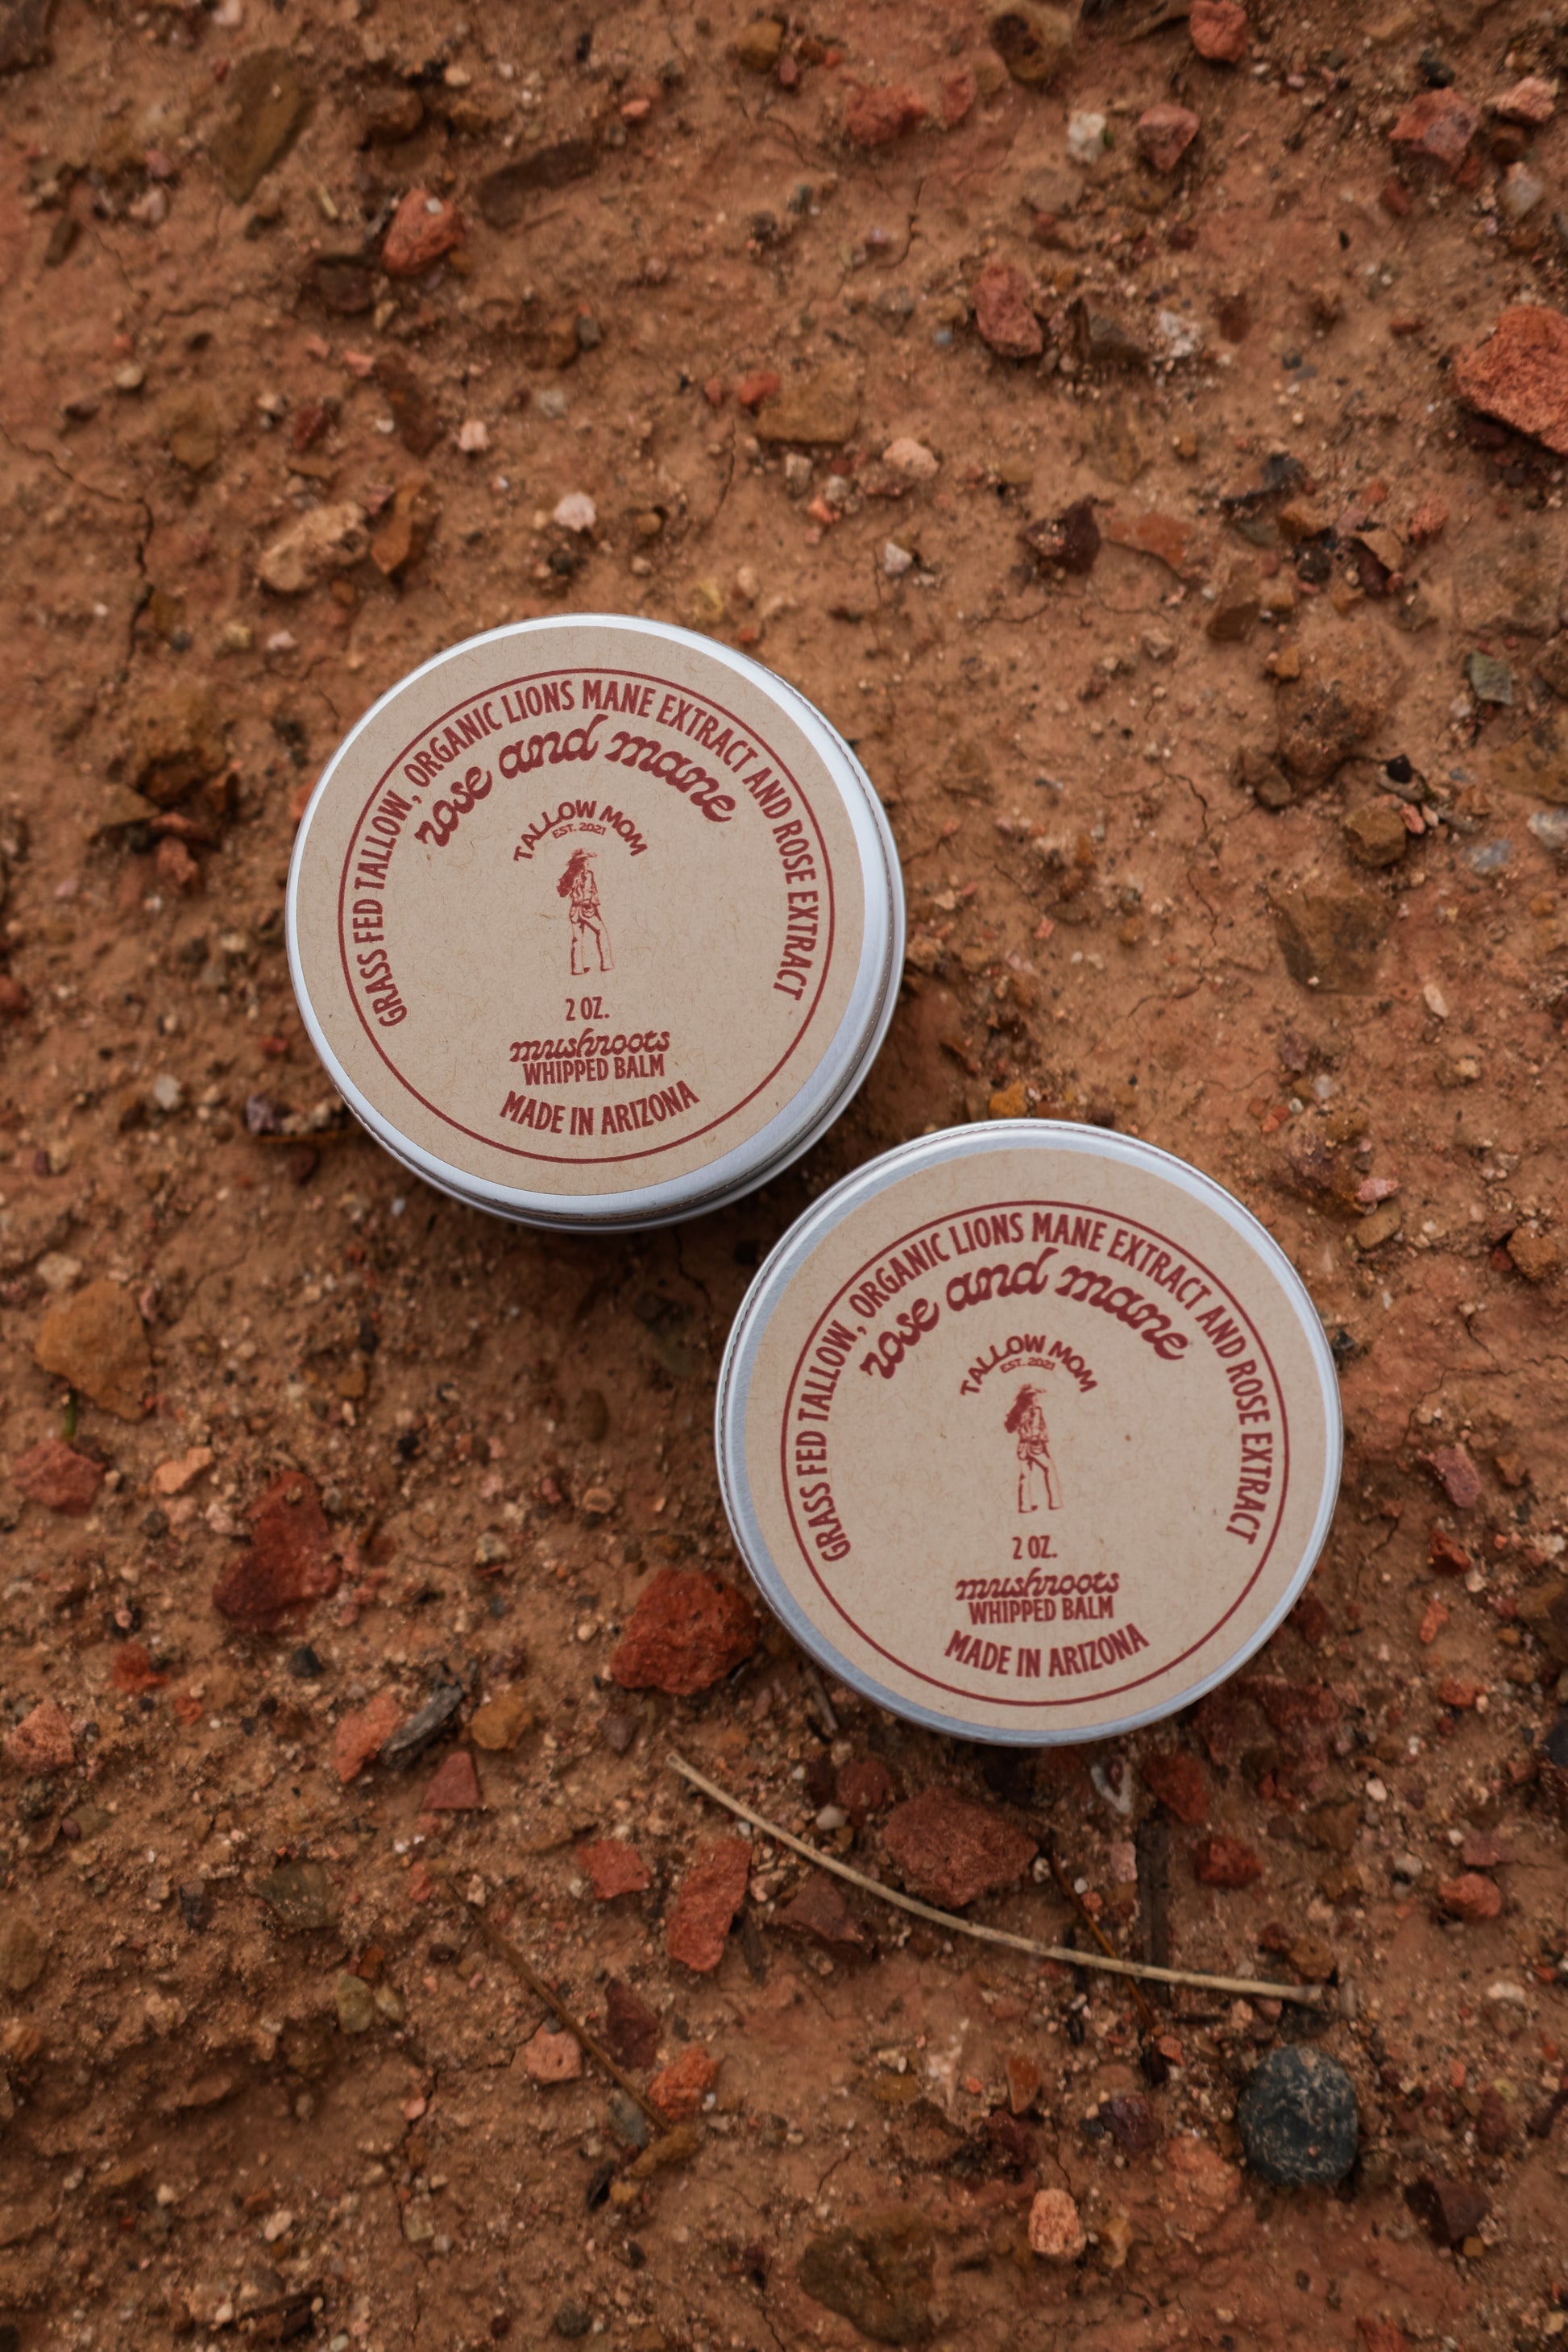 GRASS FED TALLOW, ORGANIC LIONS MANE EXTRACT AND ROSE EXTRACT
rose and mane
TALLOW MOM
EST. 2021
2 OZ.
mushroots
WHIPPED BALM
MADE IN ARIZONA
GRASS FED TALLOW, ORGANIC LIONS MANE EXTRACT AND ROSE EXTRACT
rose and mane
TALLOW MOM
EST. 2021
2 OZ.
mushroots
WHIPPED BALM
MADE IN ARIZONA